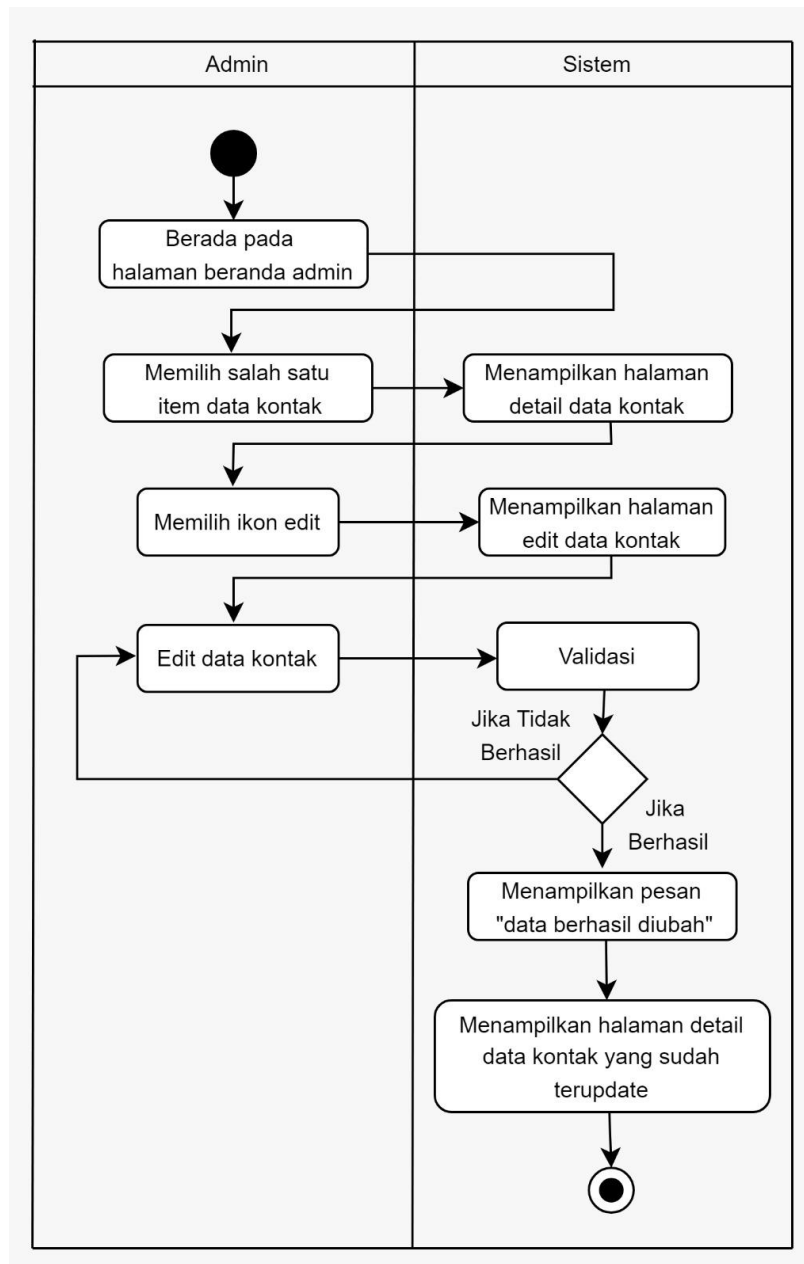 Admin
Sistem
Berada pada
halaman beranda admin
Memilih salah satu
item data kontak
Menampilkan halaman
detail data kontak
Memilih ikon edit
Menampilkan halaman
edit data kontak
Edit data kontak
Validasi
Jika Tidak
Berhasil
Jika
Berhasil
Menampilkan pesan
"data berhasil diubah"
Menampilkan halaman detail
data kontak yang sudah
terupdate